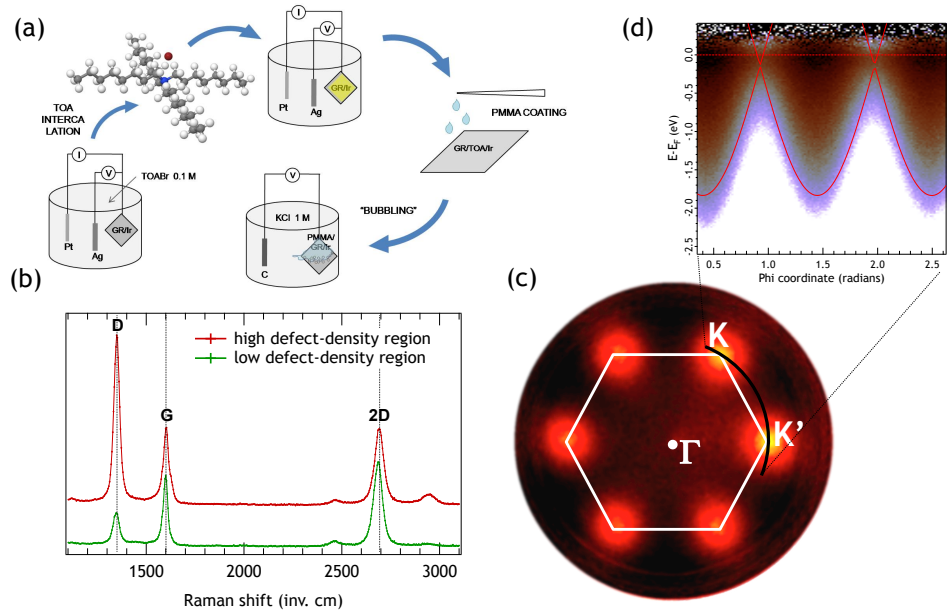 (a)
I
V
Pt
Ag
GR/Ir
TOA
INTERCA
LATION
I
V
TOABr 0.1 M
Pt
Ag
GR/Ir
PMMA COATING
GR/TOA/Ir
"BUBBLING"
V
KCl 1 M
PMMA/
GR/Ir
C
(b)
D
G
2D
high defect-density region
low defect-density region
1500
2000
2500
3000
Raman shift (inv. cm)
(c)
K
K'
Γ
(d)
E-E_F (eV)
0.0
-0.5
-1.0
-1.5
-2.0
-2.5
0.5
1.0
1.5
2.0
2.5
Phi coordinate (radians)